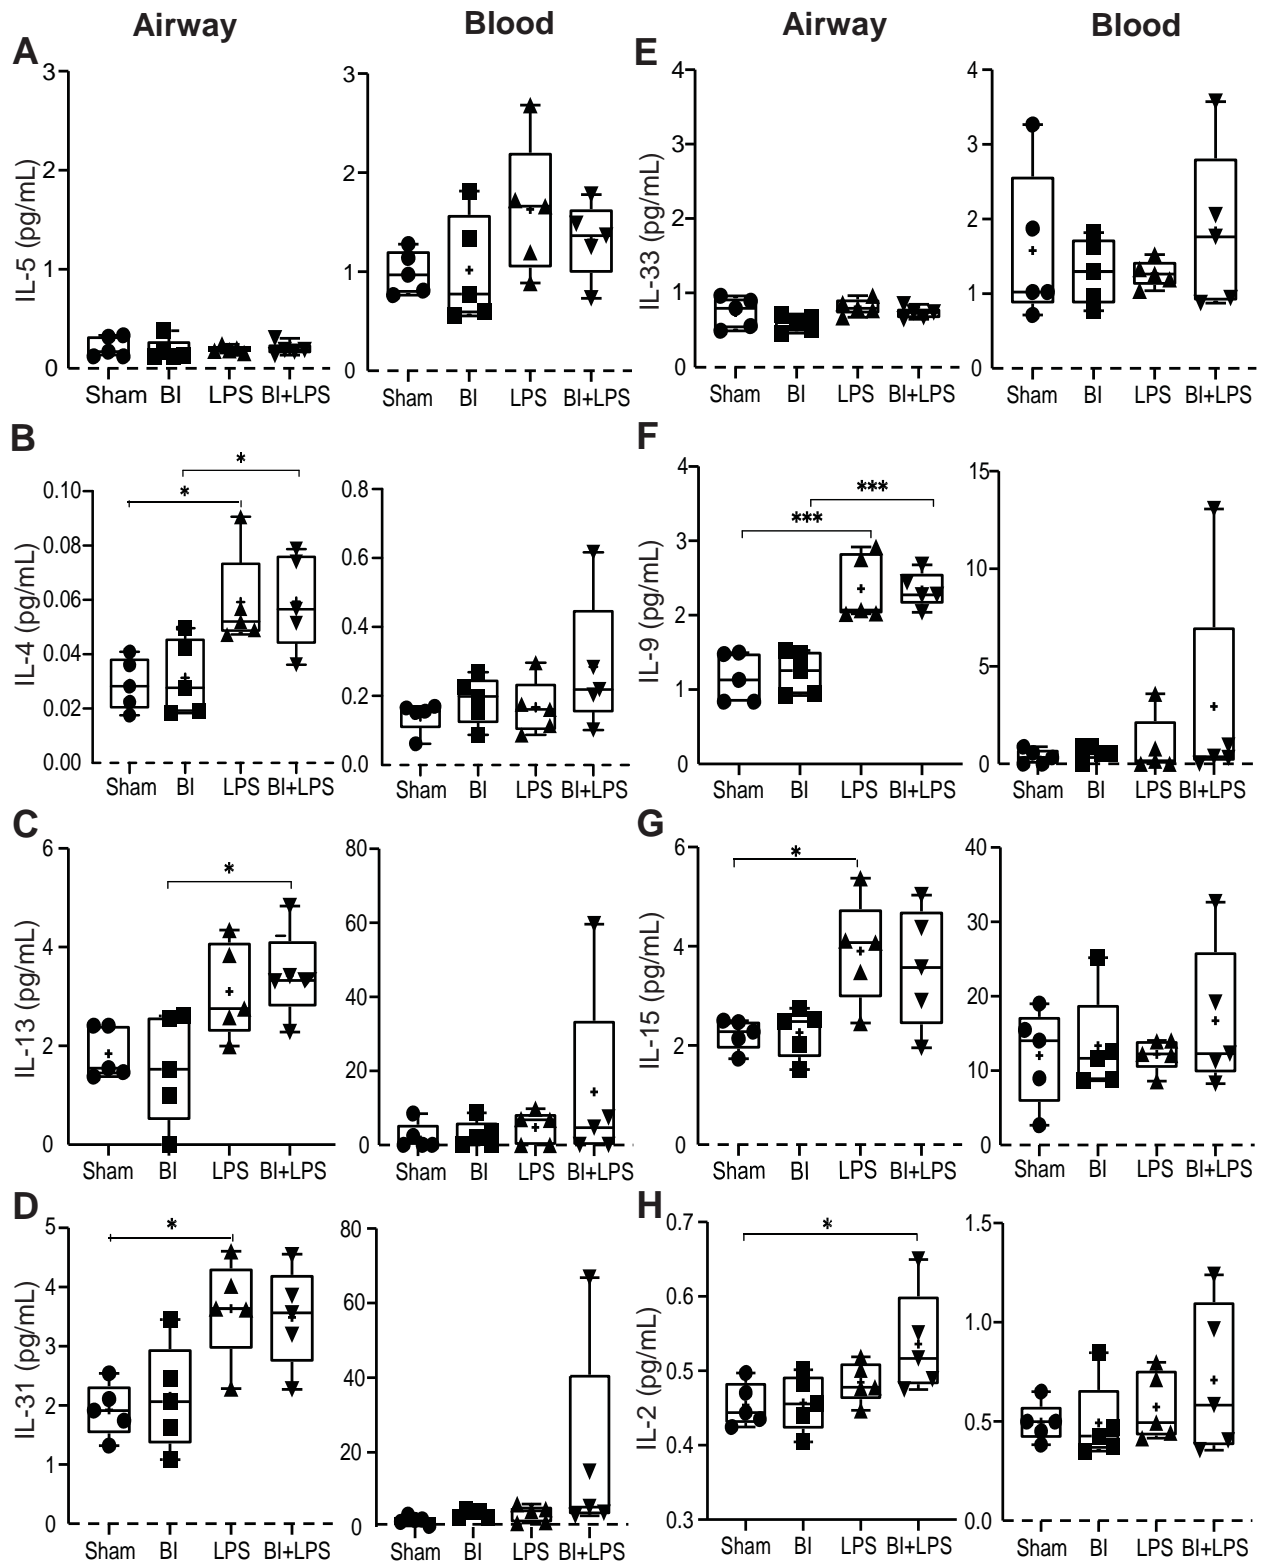 Airway Blood Airway Blood
A
IL-5 (pg/mL)
3
2
1
0
Sham BI LPS BI+LPS
3
2
1
0
Sham BI LPS BI+LPS
E
IL-33 (pg/mL)
4
3
2
1
0
Sham BI LPS BI+LPS
4
3
2
1
0
Sham BI LPS BI+LPS
B
IL-4 (pg/mL)
* *
0.10
0.08
0.06
0.04
0.02
0.00
Sham BI LPS BI+LPS
0.8
0.6
0.4
0.2
0.0
Sham BI LPS BI+LPS
F
IL-9 (pg/mL)
*** ***
4
3
2
1
0
Sham BI LPS BI+LPS
15
10
5
0
Sham BI LPS BI+LPS
C
IL-13 (pg/mL)
*
6
4
2
0
Sham BI LPS BI+LPS
80
60
40
20
0
Sham BI LPS BI+LPS
G
IL-15 (pg/mL)
*
6
4
2
0
Sham BI LPS BI+LPS
40
30
20
10
0
Sham BI LPS BI+LPS
D
IL-31 (pg/mL)
*
5
4
3
2
1
0
Sham BI LPS BI+LPS
80
60
40
20
0
Sham BI LPS BI+LPS
H
IL-2 (pg/mL)
*
0.7
0.6
0.5
0.4
0.3
Sham BI LPS BI+LPS
1.5
1.0
0.5
0.0
Sham BI LPS BI+LPS